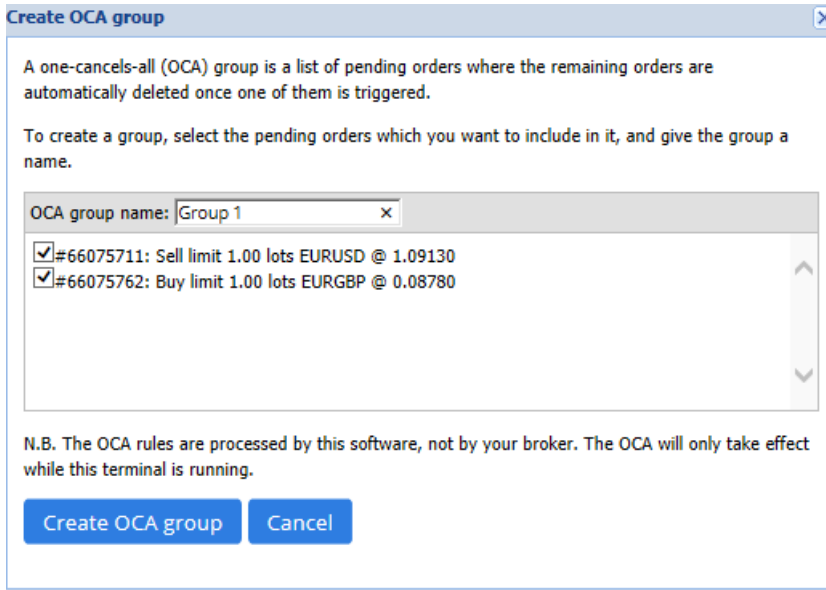 Create OCA group
A one-cancels-all (OCA) group is a list of pending orders where the remaining orders are
automatically deleted once one of them is triggered.
To create a group, select the pending orders which you want to include in it, and give the group a
name.
OCA group name: Group 1
#66075711: Sell limit 1.00 lots EURUSD @ 1.09130
#66075762: Buy limit 1.00 lots EURGBP @ 0.08780
N.B. The OCA rules are processed by this software, not by your broker. The OCA will only take effect
while this terminal is running.
Create OCA group Cancel